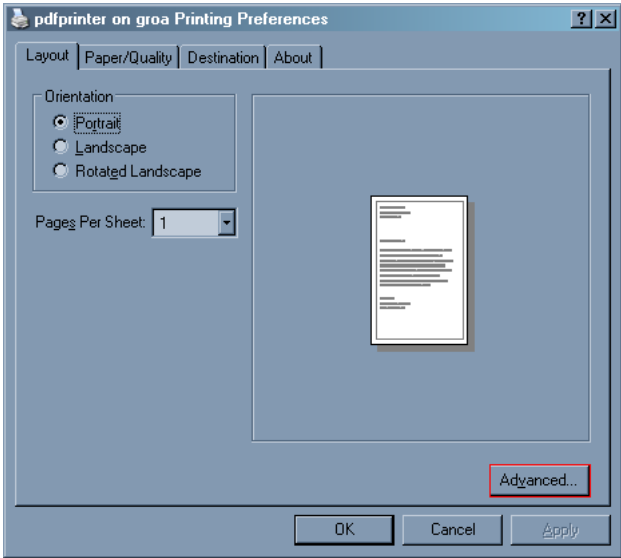 pdfprinter on groa Printing Preferences
Layout Paper/Quality Destination About
Orientation
Portrait
Landscape
Rotated Landscape
Pages Per Sheet: 1
Advanced...
OK Cancel Apply